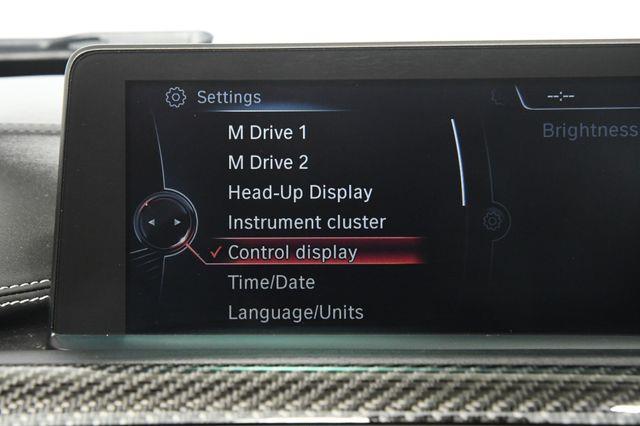 Settings
--:--
Brightness
M Drive 1
M Drive 2
Head-Up Display
Instrument cluster
✓ Control display
Time/Date
Language/Units